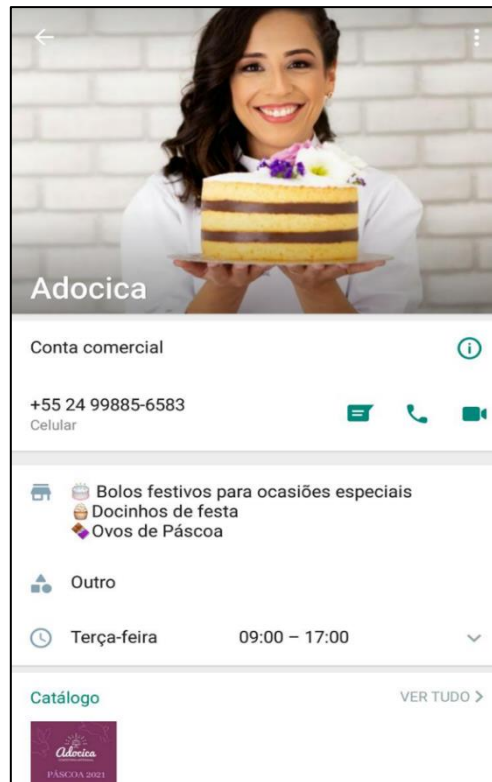 Adocica
Conta comercial
+55 24 99885-6583
Celular
Bolos festivos para ocasiões especiais
Docinhos de festa
Ovos de Páscoa
Outro
Terça-feira 09:00 – 17:00
Catálogo VER TUDO
Adocica
PÁSCOA 2021